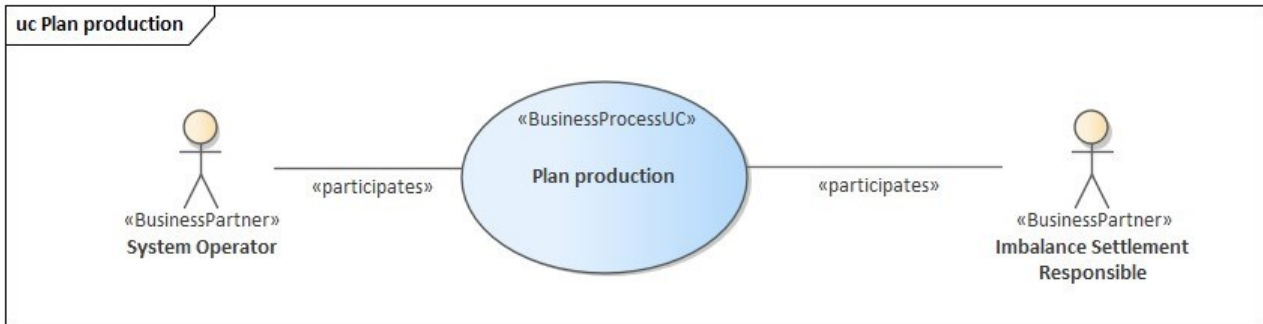 uc Plan production
«BusinessProcessUC»
Plan production
«participates»
«participates»
«BusinessPartner»
System Operator
«BusinessPartner»
Imbalance Settlement
Responsible